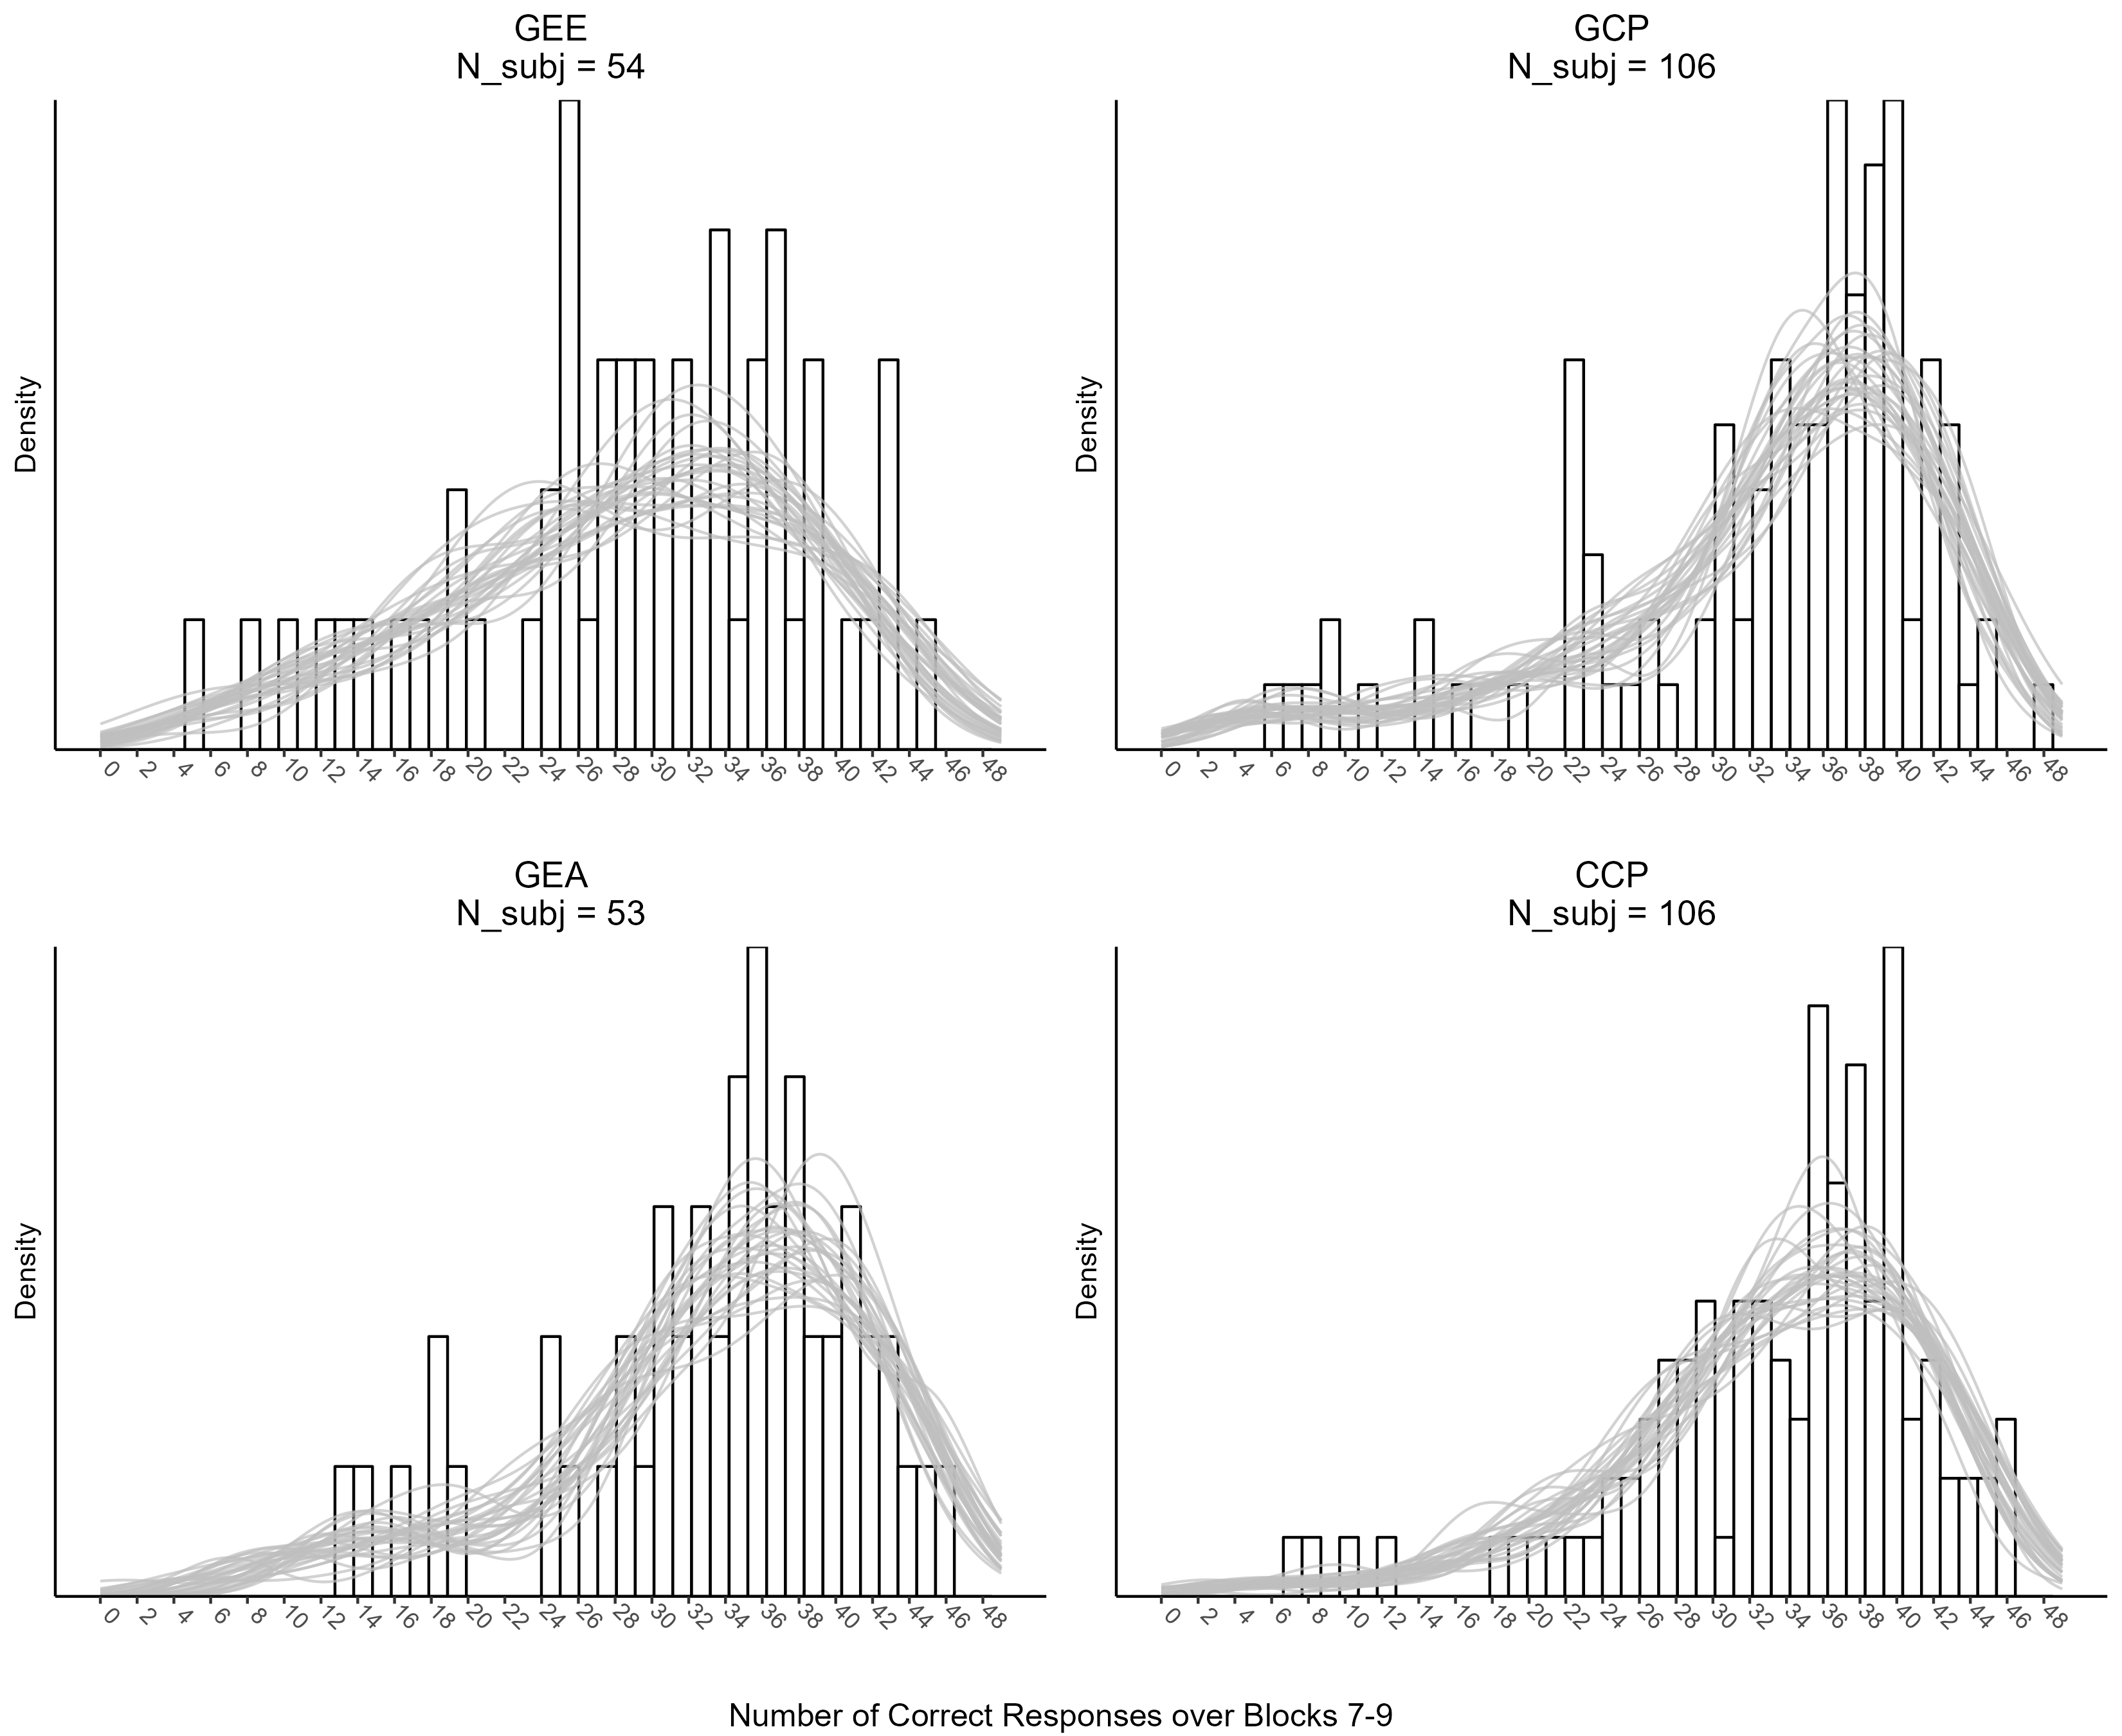 GEE
N_subj = 54
Density
0 2 4 6 8 10 12 14 16 18 20 22 24 26 28 30 32 34 36 38 40 42 44 46 48
GCP
N_subj = 106
Density
0 2 4 6 8 10 12 14 16 18 20 22 24 26 28 30 32 34 36 38 40 42 44 46 48
GEA
N_subj = 53
Density
0 2 4 6 8 10 12 14 16 18 20 22 24 26 28 30 32 34 36 38 40 42 44 46 48
CCP
N_subj = 106
Density
0 2 4 6 8 10 12 14 16 18 20 22 24 26 28 30 32 34 36 38 40 42 44 46 48
Number of Correct Responses over Blocks 7-9